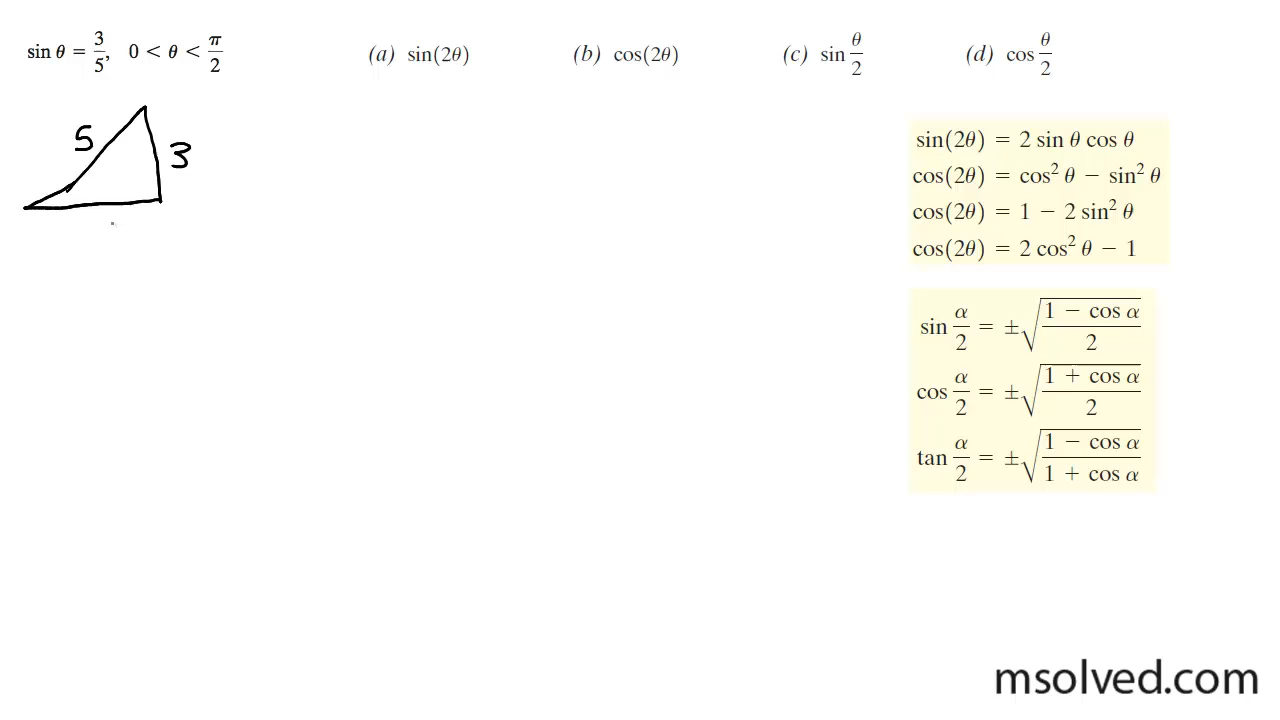 sin θ = 3/5, 0 < θ < π/2
(a) sin(2θ)
(b) cos(2θ)
(c) sin θ/2
(d) cos θ/2
5
3
sin(2θ) = 2 sin θ cos θ
cos(2θ) = cos² θ − sin² θ
cos(2θ) = 1 − 2 sin² θ
cos(2θ) = 2 cos² θ − 1
sin α/2 = ±√((1 − cos α)/2)
cos α/2 = ±√((1 + cos α)/2)
tan α/2 = ±√((1 − cos α)/(1 + cos α))
msolved.com